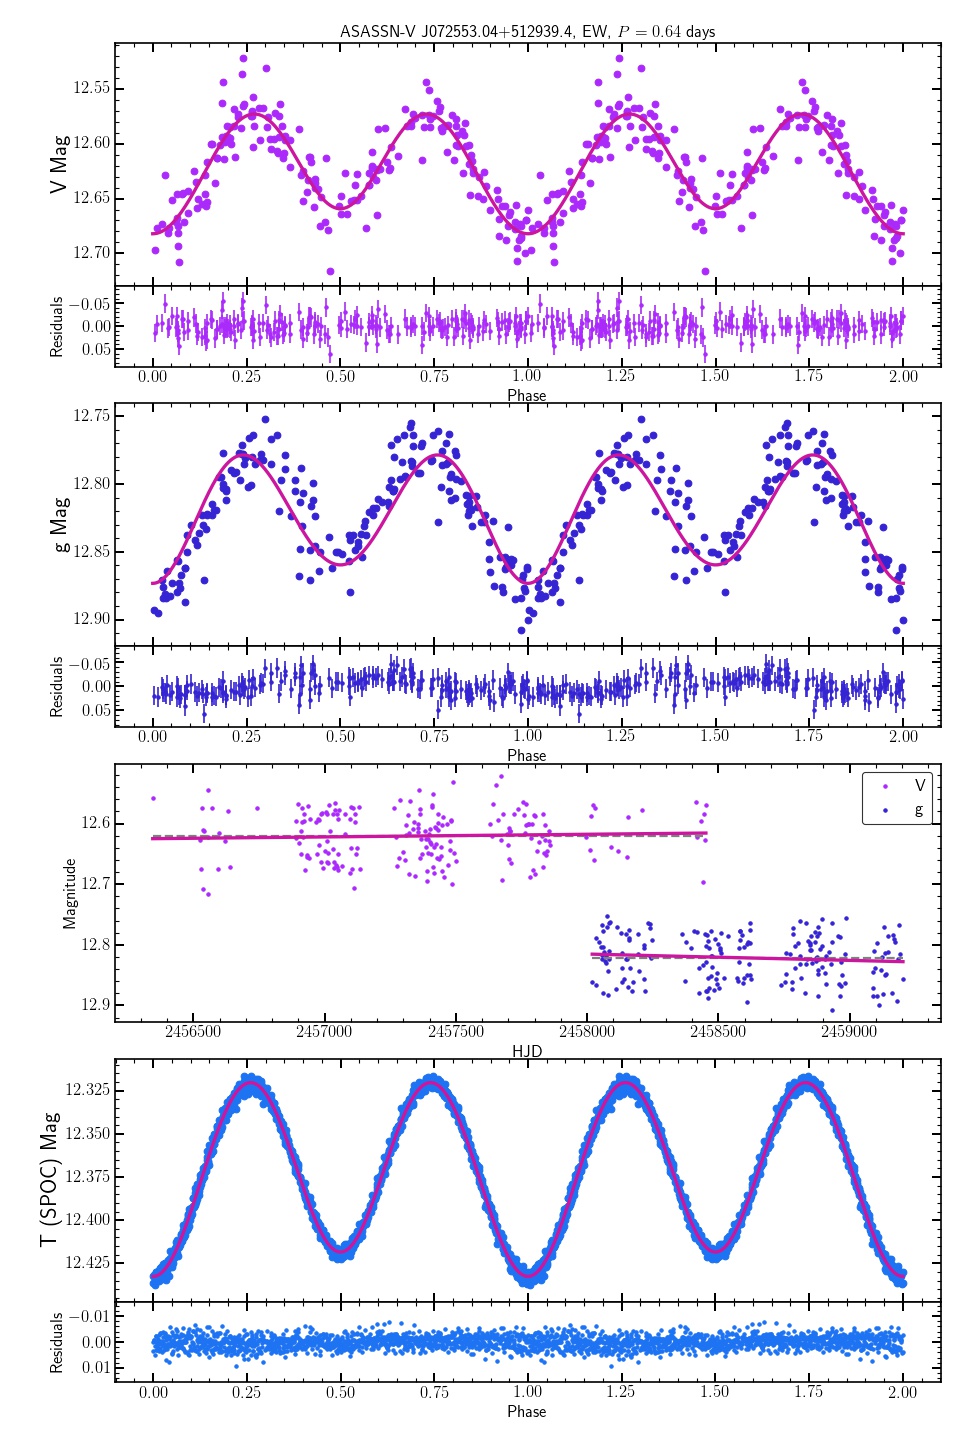 ASASSN-V J072553.04+512939.4, EW, P = 0.64 days
V Mag
12.55
12.60
12.65
12.70
Residuals
−0.05
0.00
0.05
0.00 0.25 0.50 0.75 1.00 1.25 1.50 1.75 2.00
Phase
g Mag
12.75
12.80
12.85
12.90
Residuals
−0.05
0.00
0.05
0.00 0.25 0.50 0.75 1.00 1.25 1.50 1.75 2.00
Phase
Magnitude
12.6
12.7
12.8
12.9
V
g
2456500 2457000 2457500 2458000 2458500 2459000
HJD
T (SPOC) Mag
12.325
12.350
12.375
12.400
12.425
Residuals
−0.01
0.00
0.01
0.00 0.25 0.50 0.75 1.00 1.25 1.50 1.75 2.00
Phase